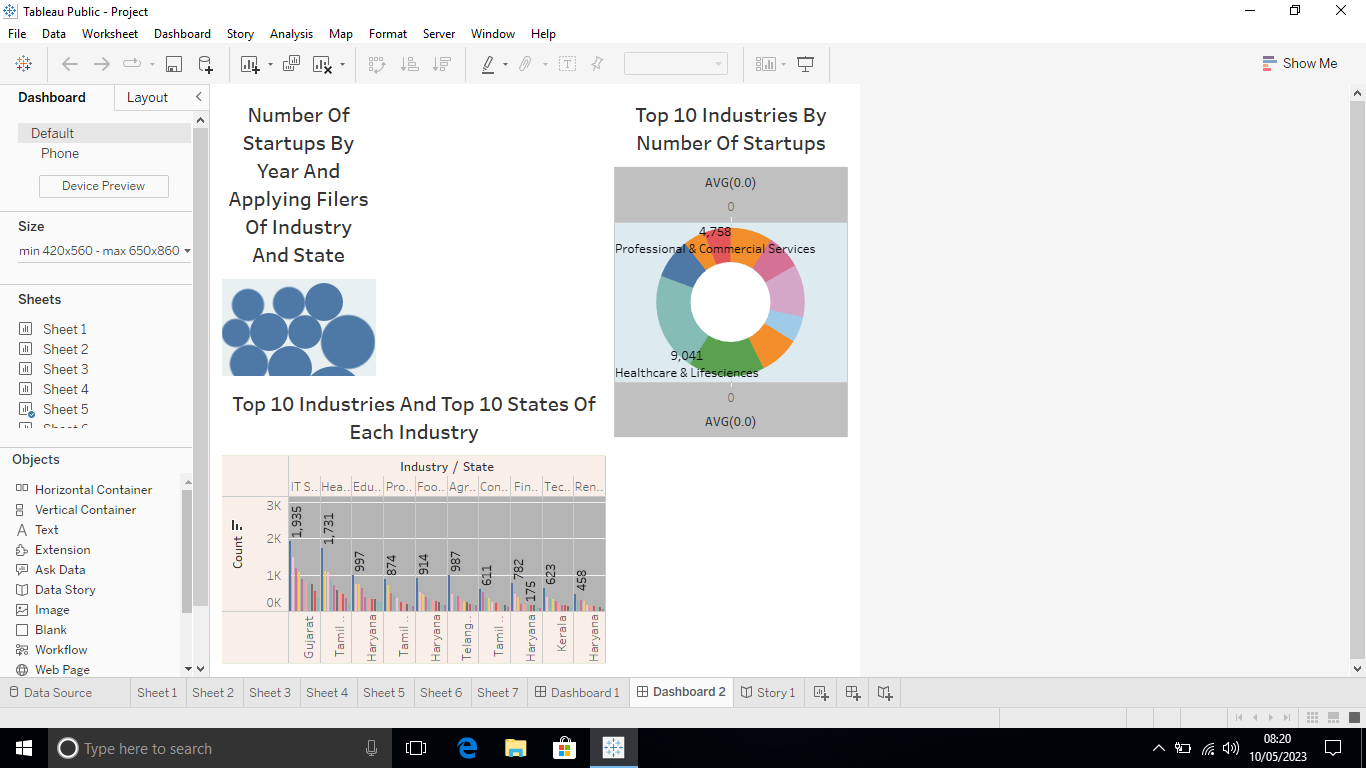 Tableau Public - Project
File Data Worksheet Dashboard Story Analysis Map Format Server Window Help
Show Me
Dashboard Layout
Default
Phone
Device Preview
Size
min 420x560 - max 650x860
Sheets
Sheet 1
Sheet 2
Sheet 3
Sheet 4
Sheet 5
Objects
Horizontal Container
Vertical Container
Text
Extension
Ask Data
Data Story
Image
Blank
Workflow
Web Page
Number Of
Startups By
Year And
Applying Filers
Of Industry
And State
Top 10 Industries By
Number Of Startups
AVG(0.0)
0
4,758
Professional & Commercial Services
9,041
Healthcare & Lifesciences
0
AVG(0.0)
Top 10 Industries And Top 10 States Of
Each Industry
Industry / State
IT S.. Hea.. Edu.. Pro.. Foo.. Agr.. Con.. Fin.. Tec.. Ren..
Count
3K
2K
1K
0K
1,935 1,731 997 874 914 987 611 782 175 623 458
Gujarat Tamil .. Haryana Tamil .. Haryana Telang.. Tamil .. Haryana Kerala Haryana
Data Source Sheet 1 Sheet 2 Sheet 3 Sheet 4 Sheet 5 Sheet 6 Sheet 7 Dashboard 1 Dashboard 2 Story 1
Type here to search
08:20
10/05/2023